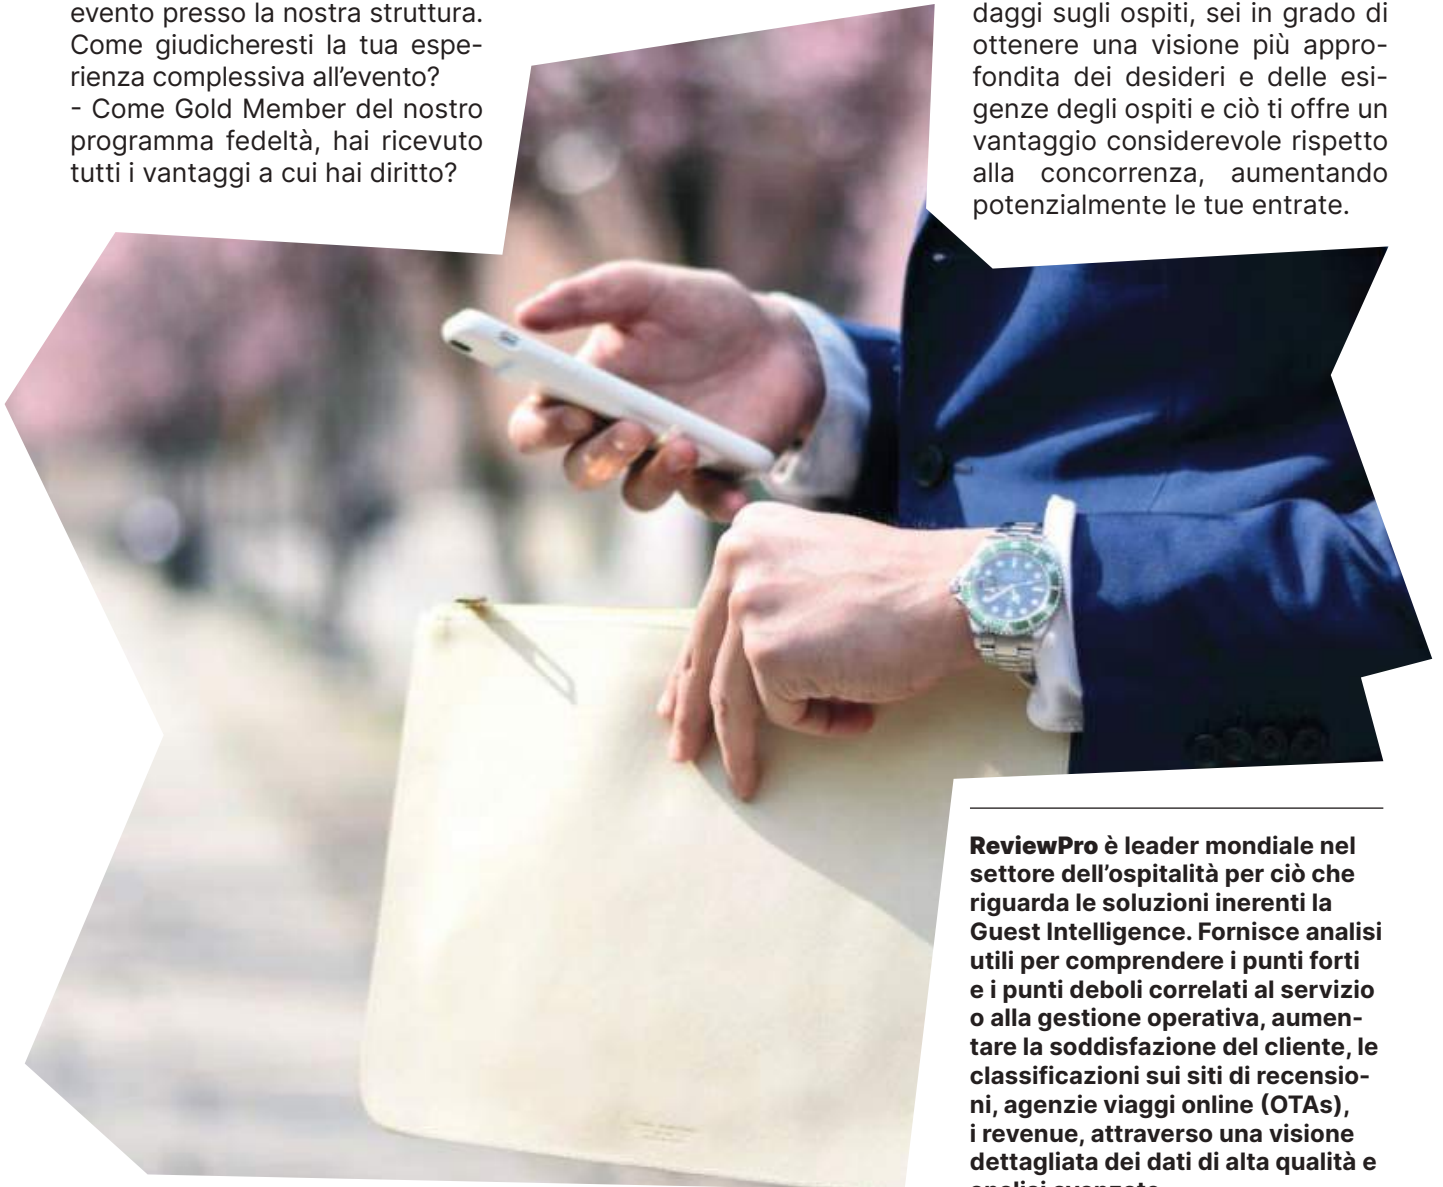 evento presso la nostra struttura.
Come giudicheresti la tua espe-
rienza complessiva all'evento?
- Come Gold Member del nostro
programma fedeltà, hai ricevuto
tutti i vantaggi a cui hai diritto?
daggi sugli ospiti, sei in grado di
ottenere una visione più appro-
fondita dei desideri e delle esi-
genze degli ospiti e ciò ti offre un
vantaggio considerevole rispetto
alla concorrenza, aumentando
potenzialmente le tue entrate.
ReviewPro è leader mondiale nel
settore dell'ospitalità per ciò che
riguarda le soluzioni inerenti la
Guest Intelligence. Fornisce analisi
utili per comprendere i punti forti
e i punti deboli correlati al servizio
o alla gestione operativa, aumen-
tare la soddisfazione del cliente, le
classificazioni sui siti di recensio-
ni, agenzie viaggi online (OTAs),
i revenue, attraverso una visione
dettagliata dei dati di alta qualità e